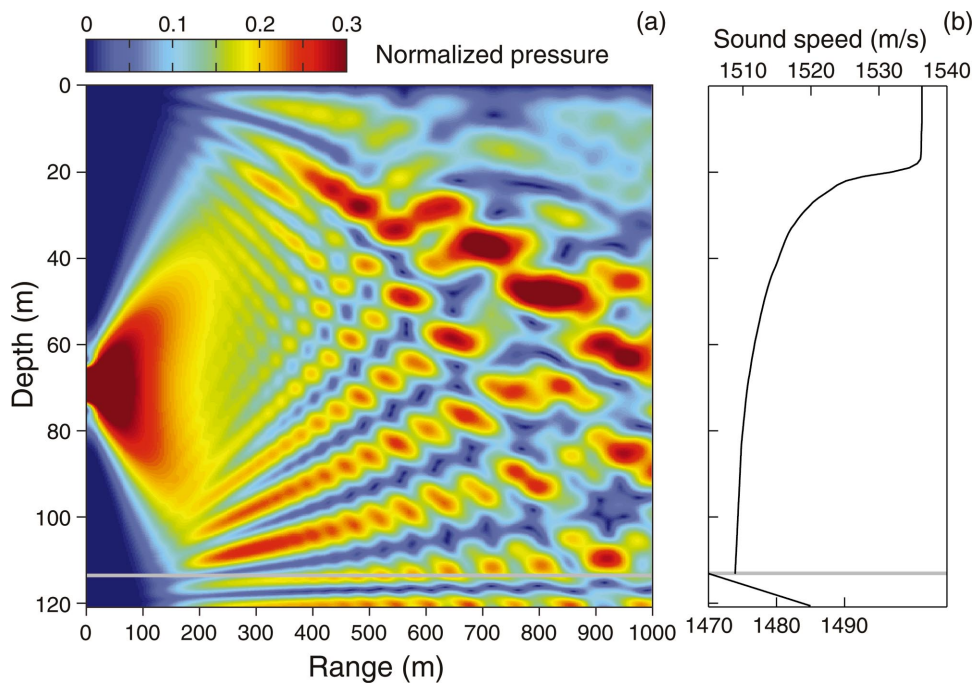 0 0.1 0.2 0.3
Normalized pressure
(a)
0
20
40
60
80
100
120
Depth (m)
0 100 200 300 400 500 600 700 800 900 1000
Range (m)
(b)
Sound speed (m/s)
1510 1520 1530 1540
1470 1480 1490